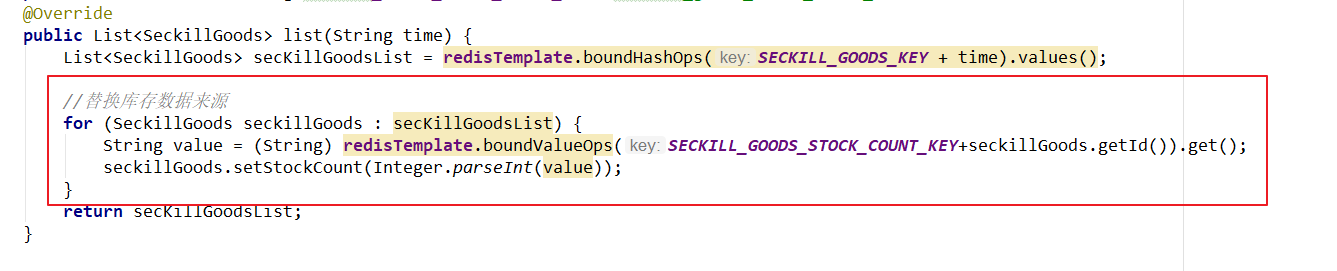 @Override
public List<SeckillGoods> list(String time) {
List<SeckillGoods> secKillGoodsList = redisTemplate.boundHashOps( key: SECKILL_GOODS_KEY + time).values();
//替换库存数据来源
for (SeckillGoods seckillGoods : secKillGoodsList) {
String value = (String) redisTemplate.boundValueOps( key: SECKILL_GOODS_STOCK_COUNT_KEY+seckillGoods.getId()).get();
seckillGoods.setStockCount(Integer.parseInt(value));
}
return secKillGoodsList;
}